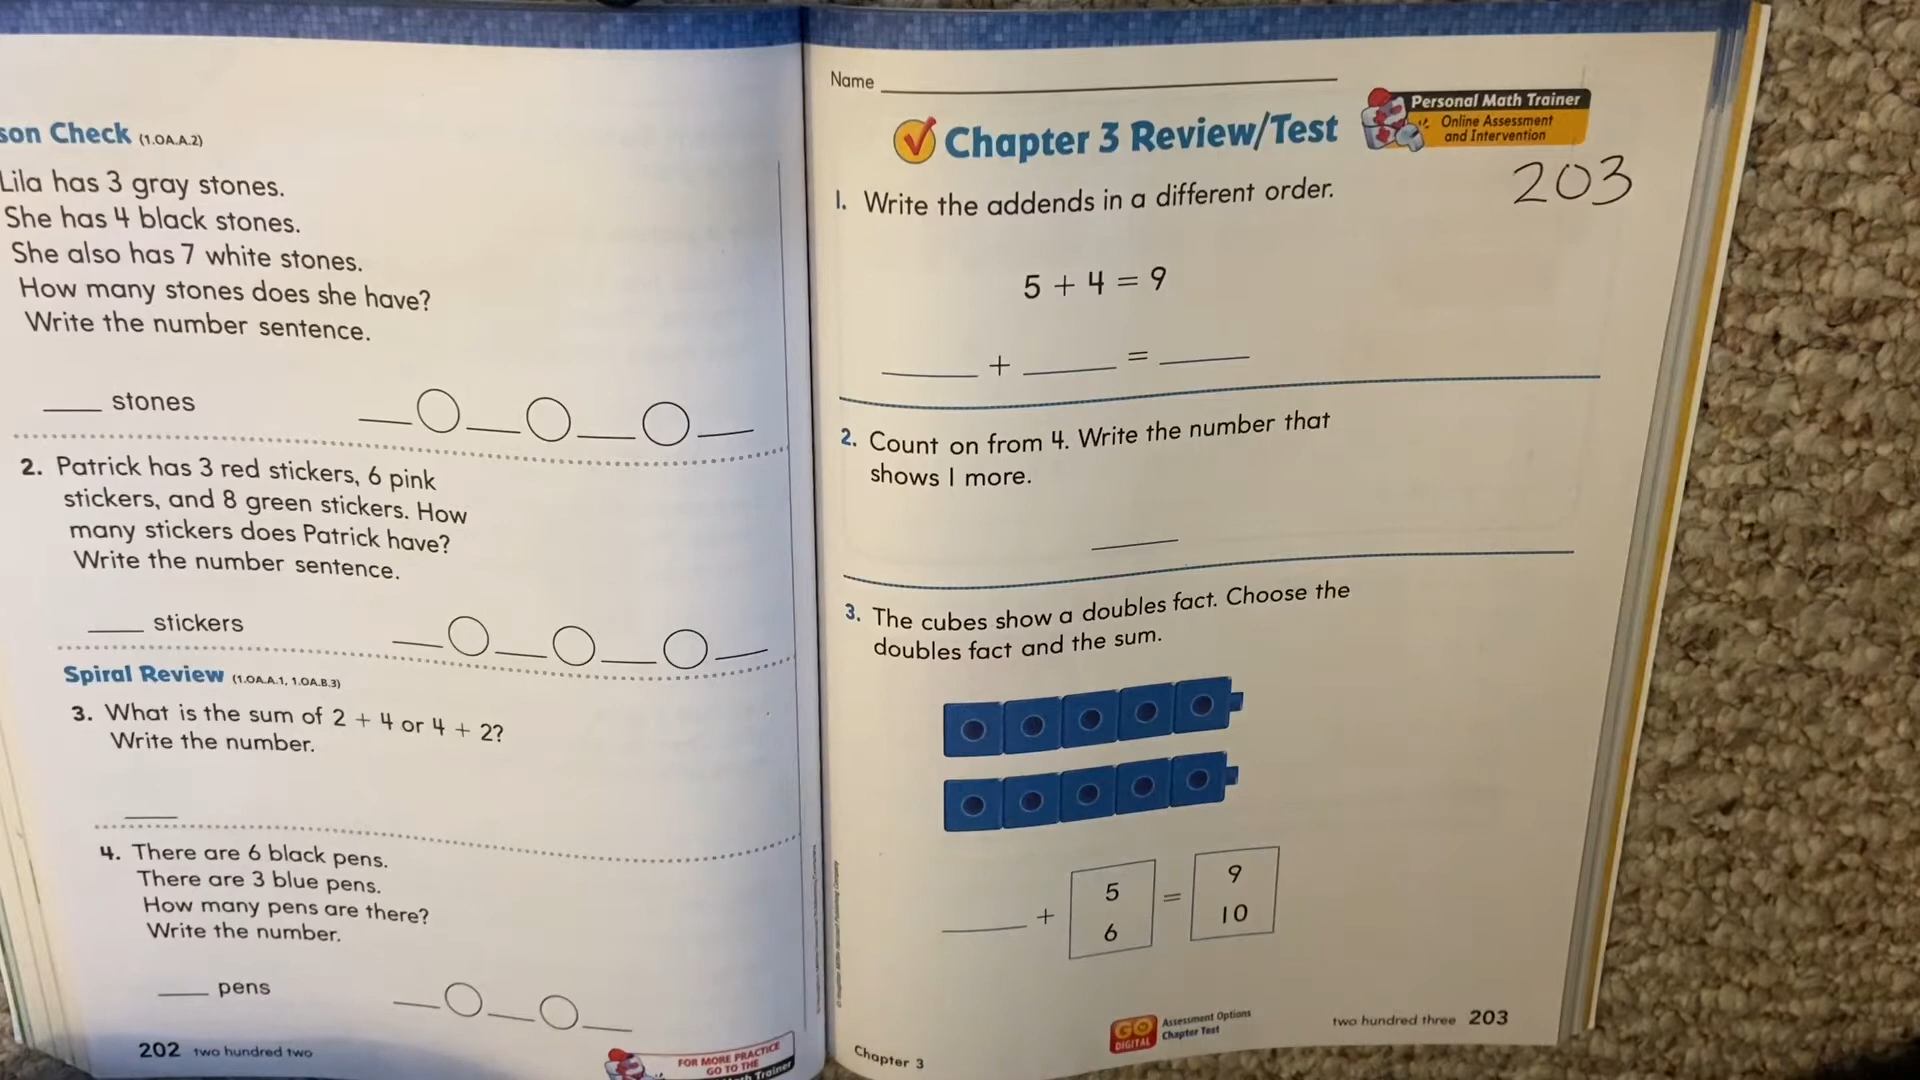 son Check (1.OA.A.2)
Lila has 3 gray stones.
She has 4 black stones.
She also has 7 white stones.
How many stones does she have?
Write the number sentence.
____ stones
2. Patrick has 3 red stickers, 6 pink
stickers, and 8 green stickers. How
many stickers does Patrick have?
Write the number sentence.
____ stickers
Spiral Review (1.OA.A.1, 1.OA.B.3)
3. What is the sum of 2 + 4 or 4 + 2?
Write the number.
4. There are 6 black pens.
There are 3 blue pens.
How many pens are there?
Write the number.
____ pens
202 two hundred two
FOR MORE PRACTICE
GO TO THE
Math Trainer
Name
Chapter 3 Review/Test
Personal Math Trainer
Online Assessment
and Intervention
203
1. Write the addends in a different order.
5 + 4 = 9
____ + ____ = ____
2. Count on from 4. Write the number that
shows 1 more.
3. The cubes show a doubles fact. Choose the
doubles fact and the sum.
____ + 5 6 = 9 10
GO DIGITAL
Assessment Options
Chapter Test
Chapter 3
two hundred three 203